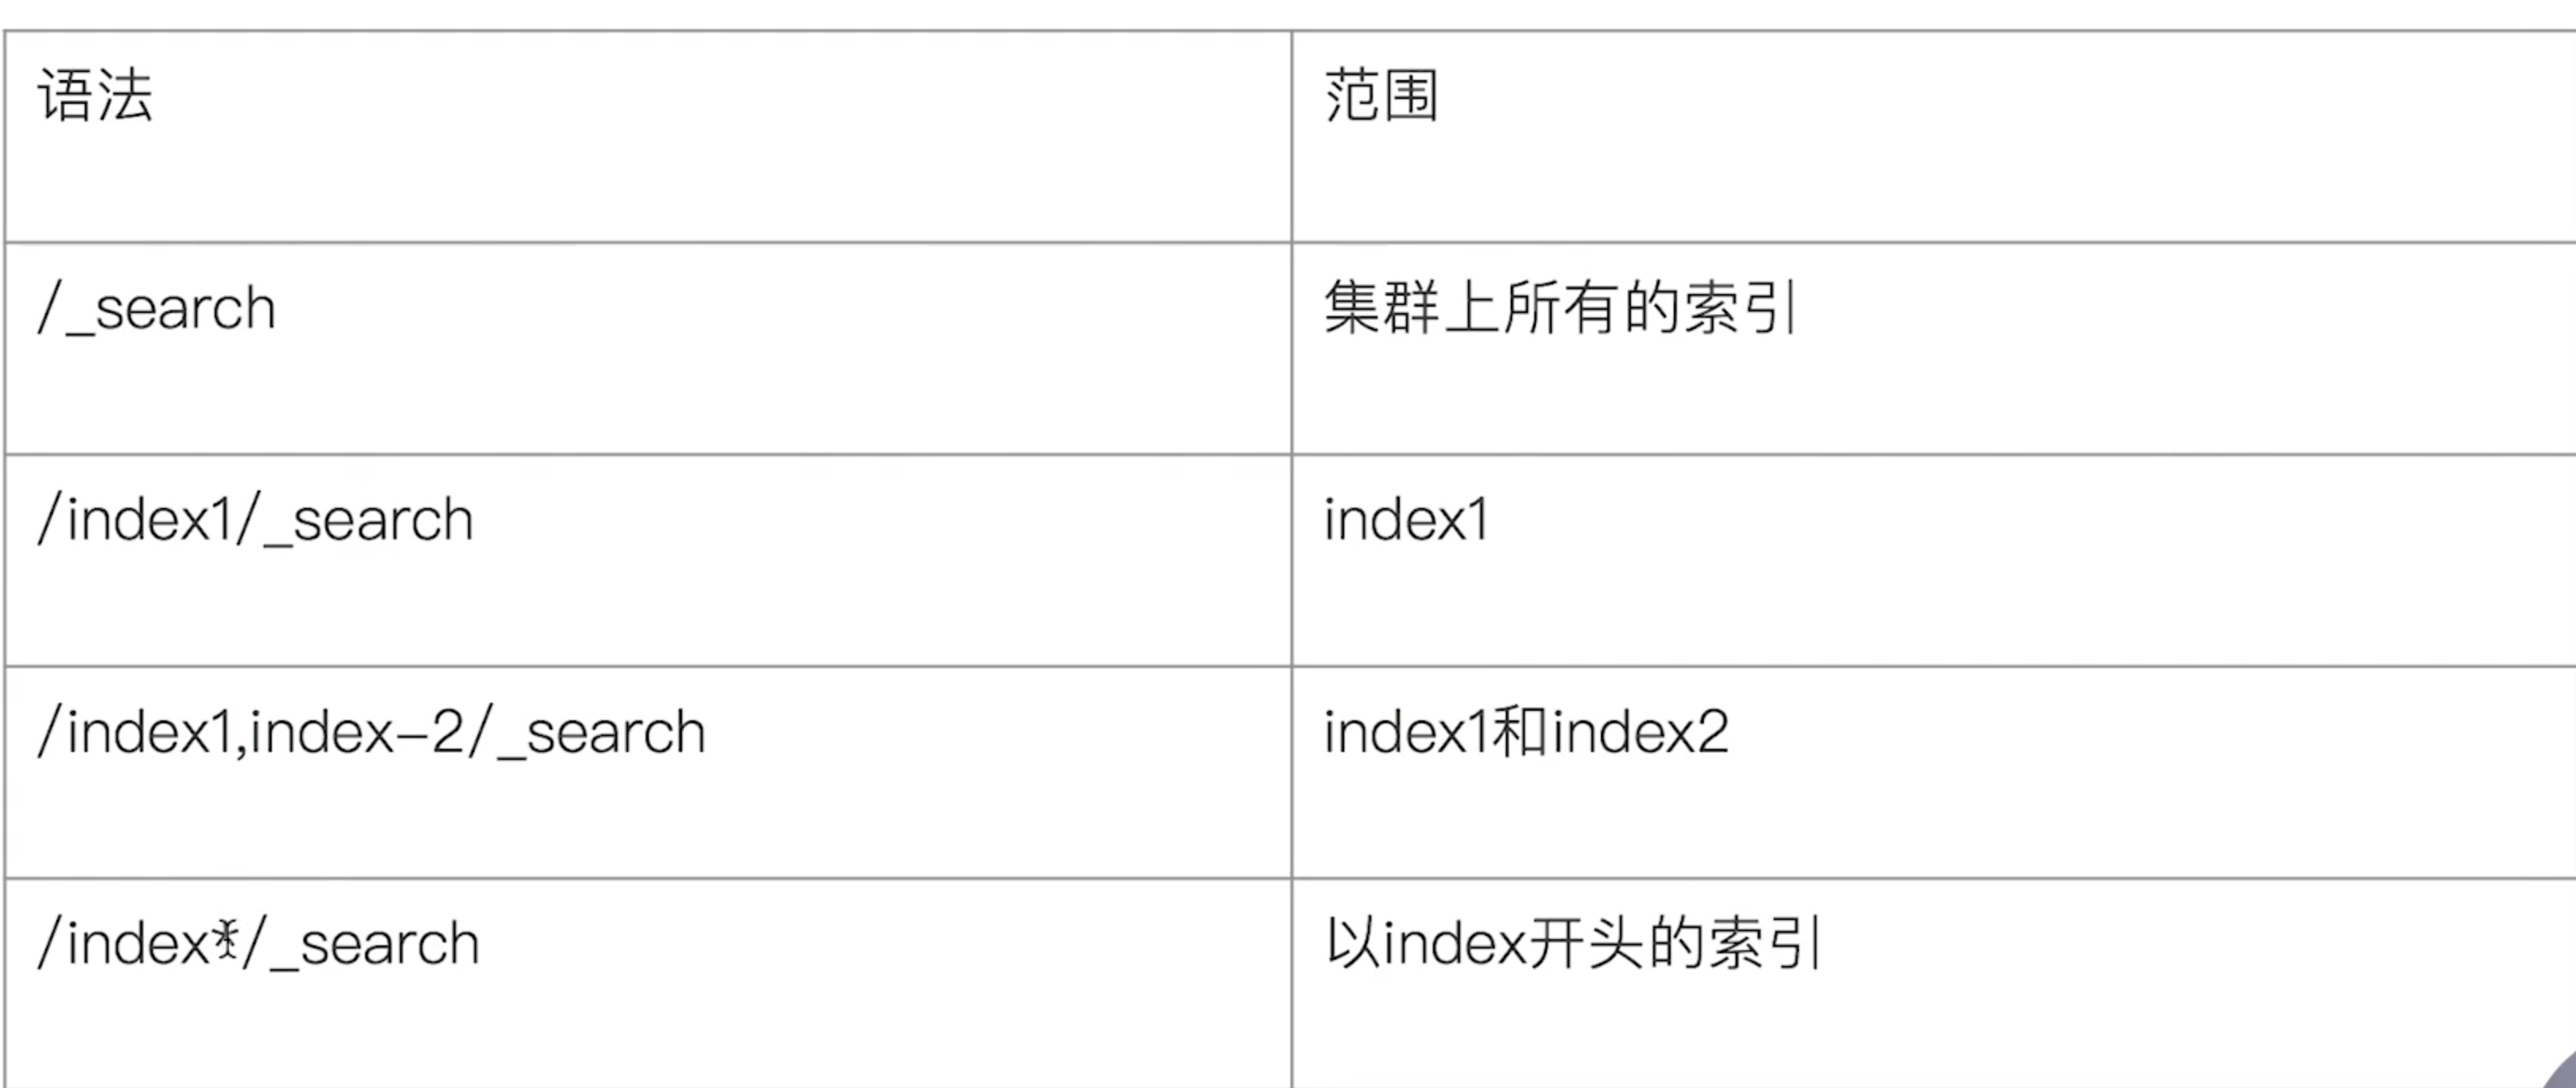 语法
范围
/_search
集群上所有的索引
/index1/_search
index1
/index1,index-2/_search
index1和index2
/index*/_search
以index开头的索引